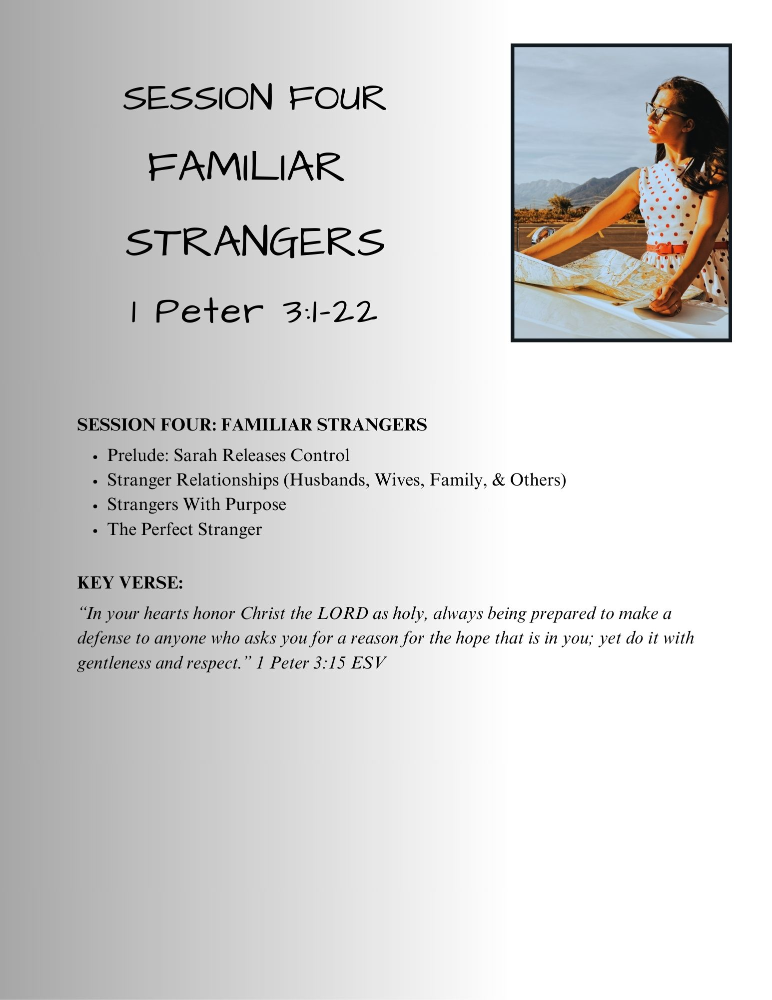 SESSION FOUR
FAMILIAR
STRANGERS
1 Peter 3:1-22
SESSION FOUR: FAMILIAR STRANGERS
• Prelude: Sarah Releases Control
• Stranger Relationships (Husbands, Wives, Family, & Others)
• Strangers With Purpose
• The Perfect Stranger
KEY VERSE:
“In your hearts honor Christ the LORD as holy, always being prepared to make a
defense to anyone who asks you for a reason for the hope that is in you; yet do it with
gentleness and respect.” 1 Peter 3:15 ESV